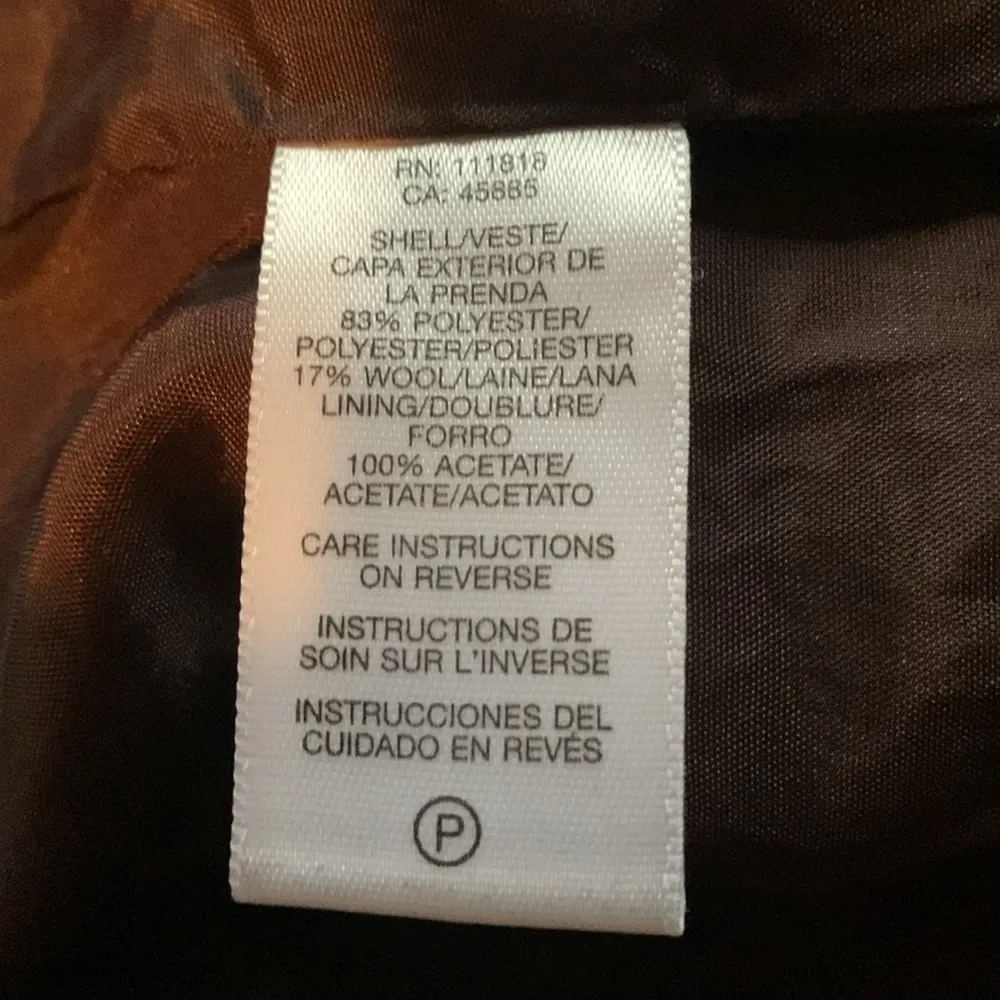 RN: 111818
CA: 45885
SHELL/VESTE/
CAPA EXTERIOR DE
LA PRENDA
83% POLYESTER/
POLYESTER/POLIESTER
17% WOOL/LAINE/LANA
LINING/DOUBLURE/
FORRO
100% ACETATE/
ACETATE/ACETATO
CARE INSTRUCTIONS
ON REVERSE
INSTRUCTIONS DE
SOIN SUR L'INVERSE
INSTRUCCIONES DEL
CUIDADO EN REVÉS
P